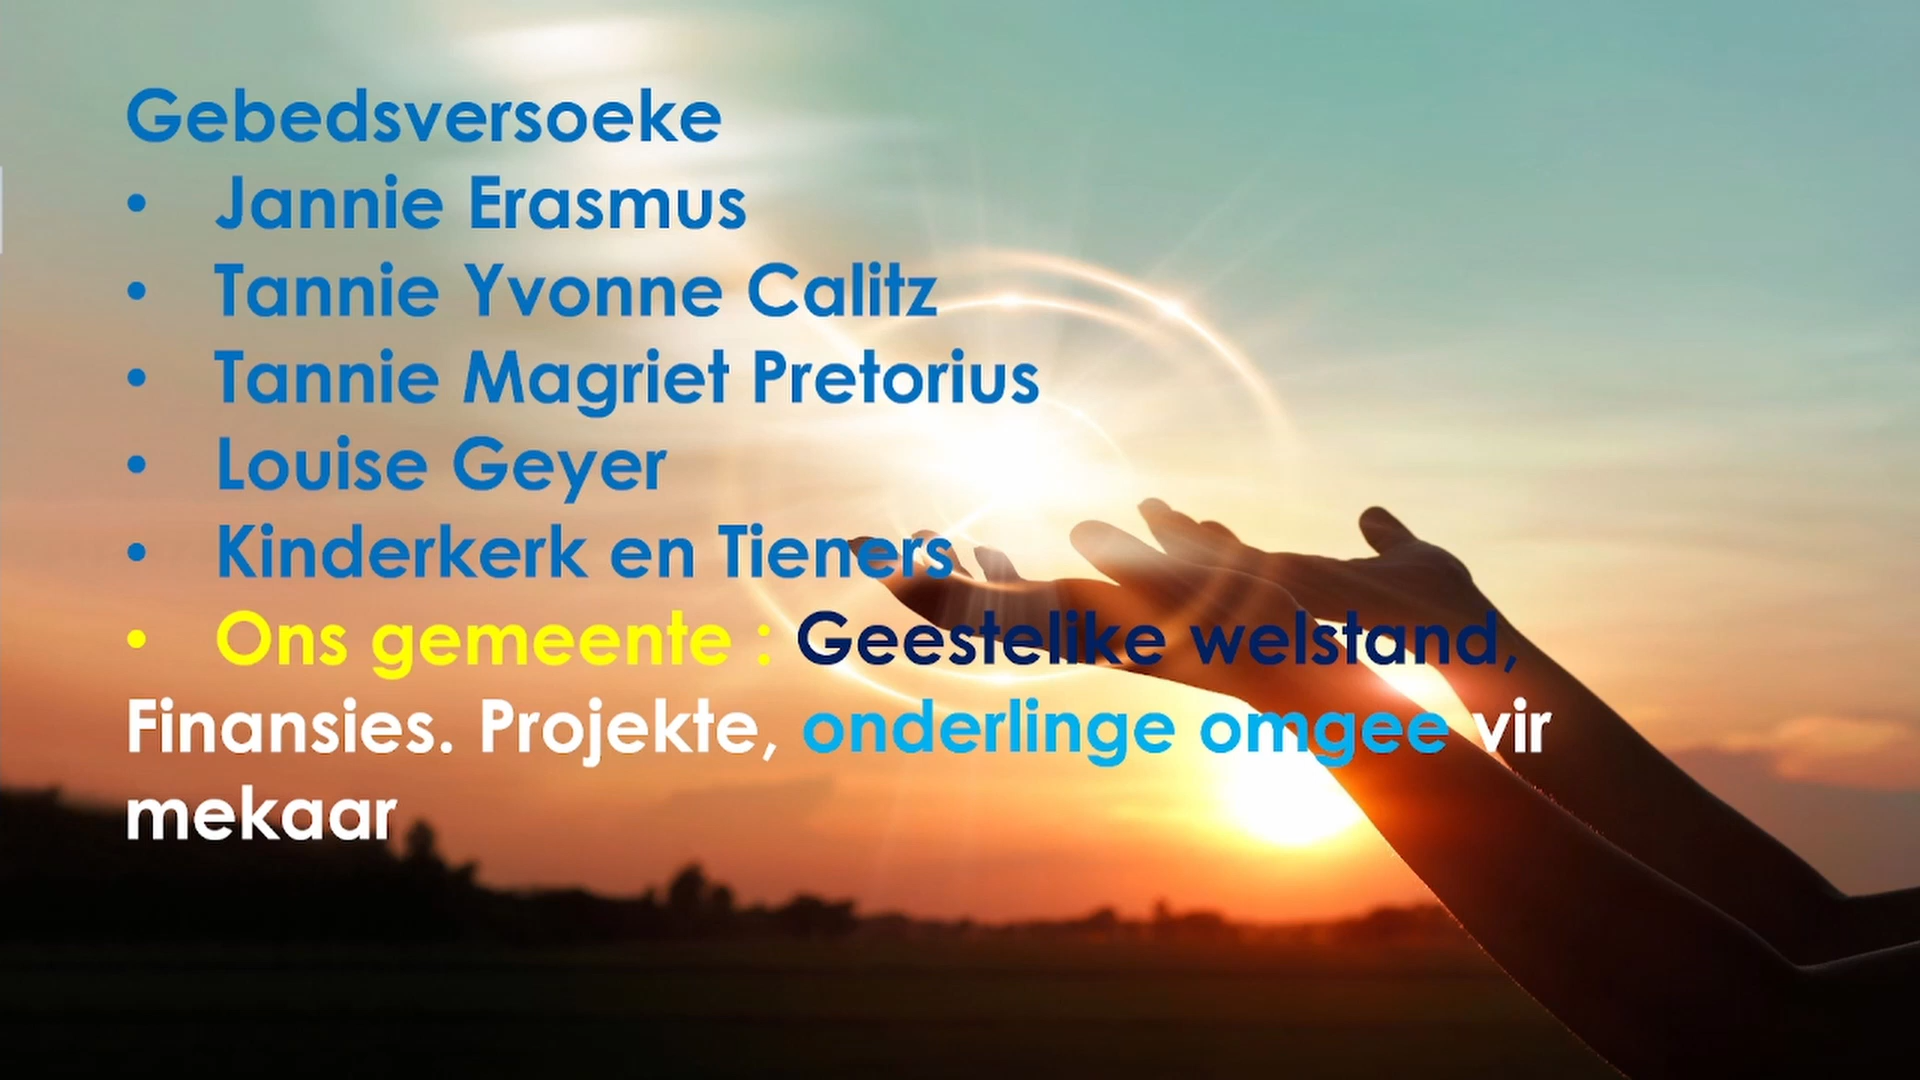 Gebedsversoeke
• Jannie Erasmus
• Tannie Yvonne Calitz
• Tannie Magriet Pretorius
• Louise Geyer
• Kinderkerk en Tieners
• Ons gemeente : Geestelike welstand,
Finansies. Projekte, onderlinge omgee vir
mekaar